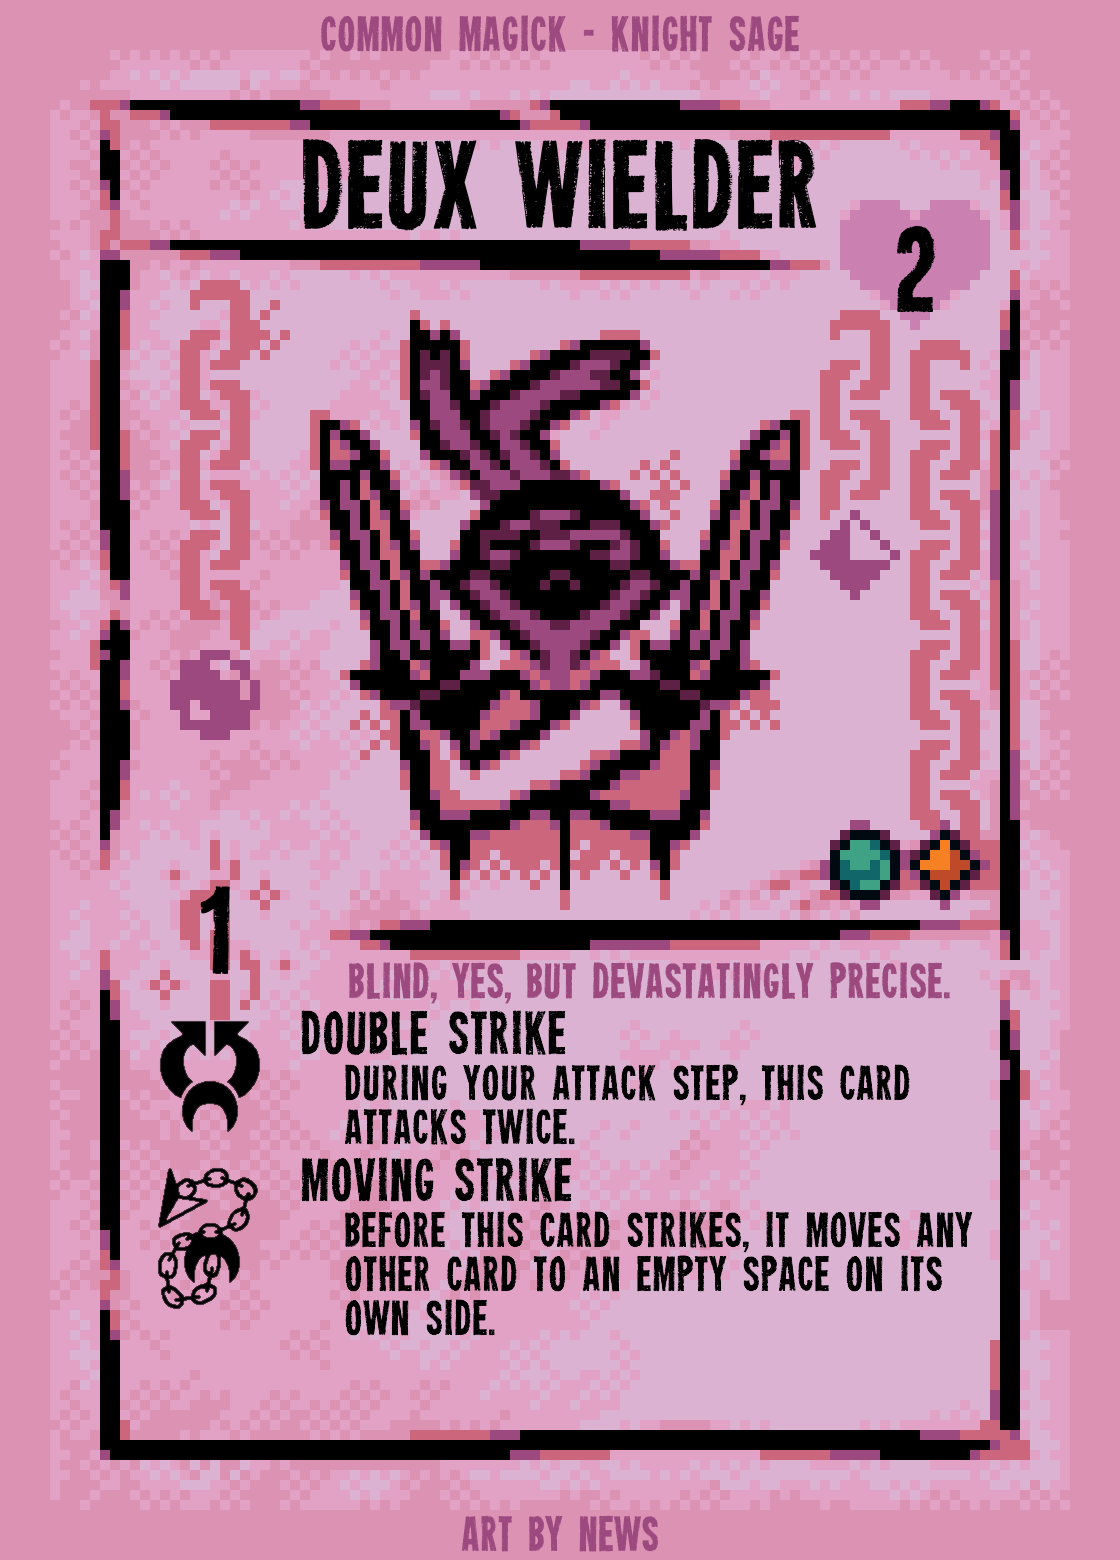 COMMON MAGICK - KNIGHT SAGE
DEUX WIELDER
2
1
BLIND, YES, BUT DEVASTATINGLY PRECISE.
DOUBLE STRIKE
DURING YOUR ATTACK STEP, THIS CARD
ATTACKS TWICE.
MOVING STRIKE
BEFORE THIS CARD STRIKES, IT MOVES ANY
OTHER CARD TO AN EMPTY SPACE ON ITS
OWN SIDE.
ART BY NEWS